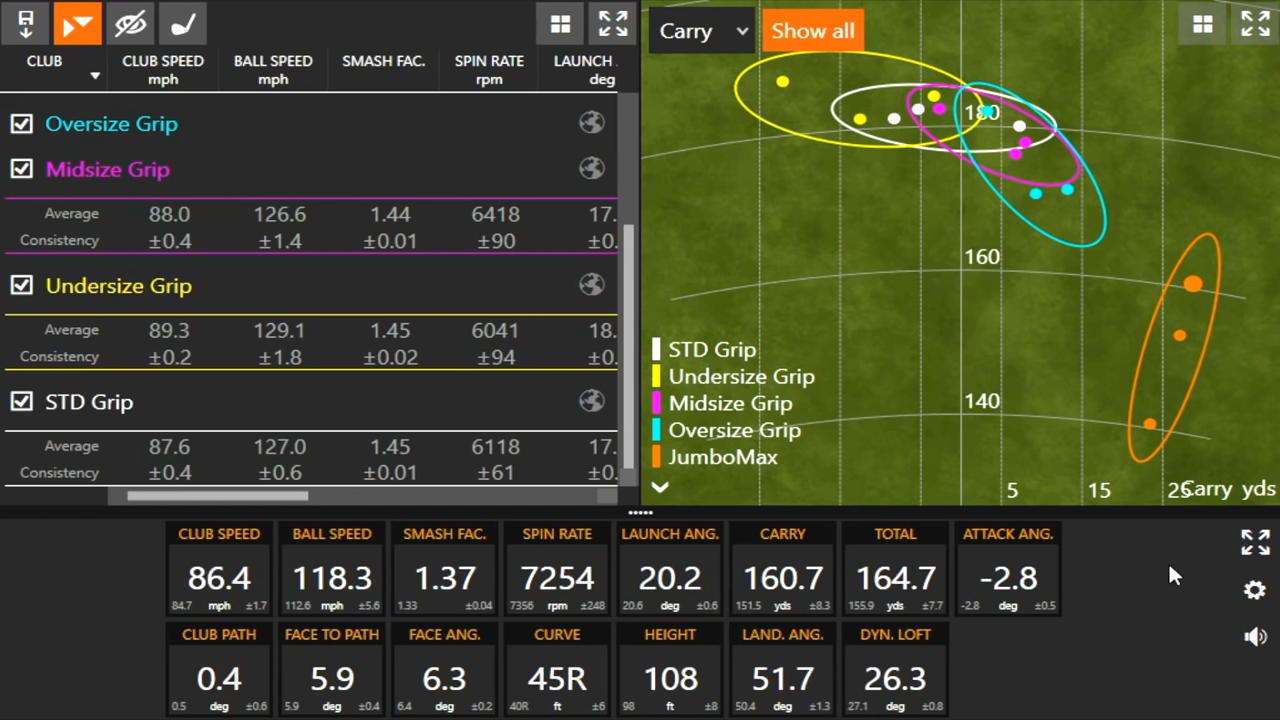 CLUB
CLUB SPEED mph
BALL SPEED mph
SMASH FAC.
SPIN RATE rpm
LAUNCH deg
Oversize Grip
Midsize Grip
Average 88.0 126.6 1.44 6418 17.
Consistency ±0.4 ±1.4 ±0.01 ±90 ±0.
Undersize Grip
Average 89.3 129.1 1.45 6041 18.
Consistency ±0.2 ±1.8 ±0.02 ±94 ±0.
STD Grip
Average 87.6 127.0 1.45 6118 17.
Consistency ±0.4 ±0.6 ±0.01 ±61 ±0.
Carry
Show all
180
160
140
STD Grip
Undersize Grip
Midsize Grip
Oversize Grip
JumboMax
5 15 25 Carry yds
CLUB SPEED BALL SPEED SMASH FAC. SPIN RATE LAUNCH ANG. CARRY TOTAL ATTACK ANG.
86.4 118.3 1.37 7254 20.2 160.7 164.7 -2.8
84.7 mph ±1.7 112.6 mph ±5.6 1.33 ±0.04 7356 rpm ±248 20.6 deg ±0.6 151.5 yds ±8.3 155.9 yds ±7.7 -2.8 deg ±0.5
CLUB PATH FACE TO PATH FACE ANG. CURVE HEIGHT LAND. ANG. DYN. LOFT
0.4 5.9 6.3 45R 108 51.7 26.3
0.5 deg ±0.6 5.9 deg ±0.4 6.4 deg ±0.2 40R ft ±6 98 ft ±8 50.4 deg ±1.3 27.1 deg ±0.8